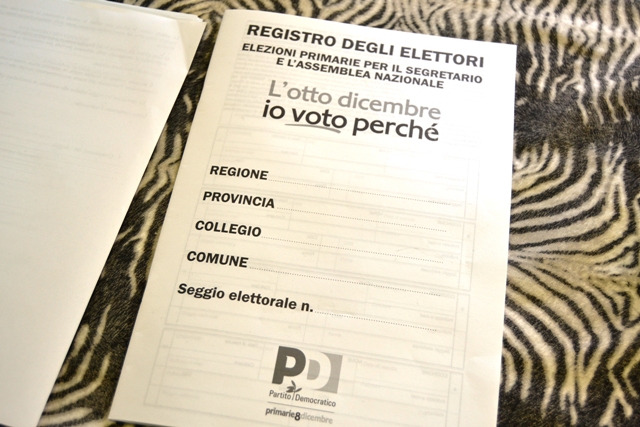 REGISTRO DEGLI ELETTORI
ELEZIONI PRIMARIE PER IL SEGRETARIO
E L'ASSEMBLEA NAZIONALE
L'otto dicembre
io voto perché
REGIONE
PROVINCIA
COLLEGIO
COMUNE
Seggio elettorale n.
PD
Partito Democratico
primarie8dicembre